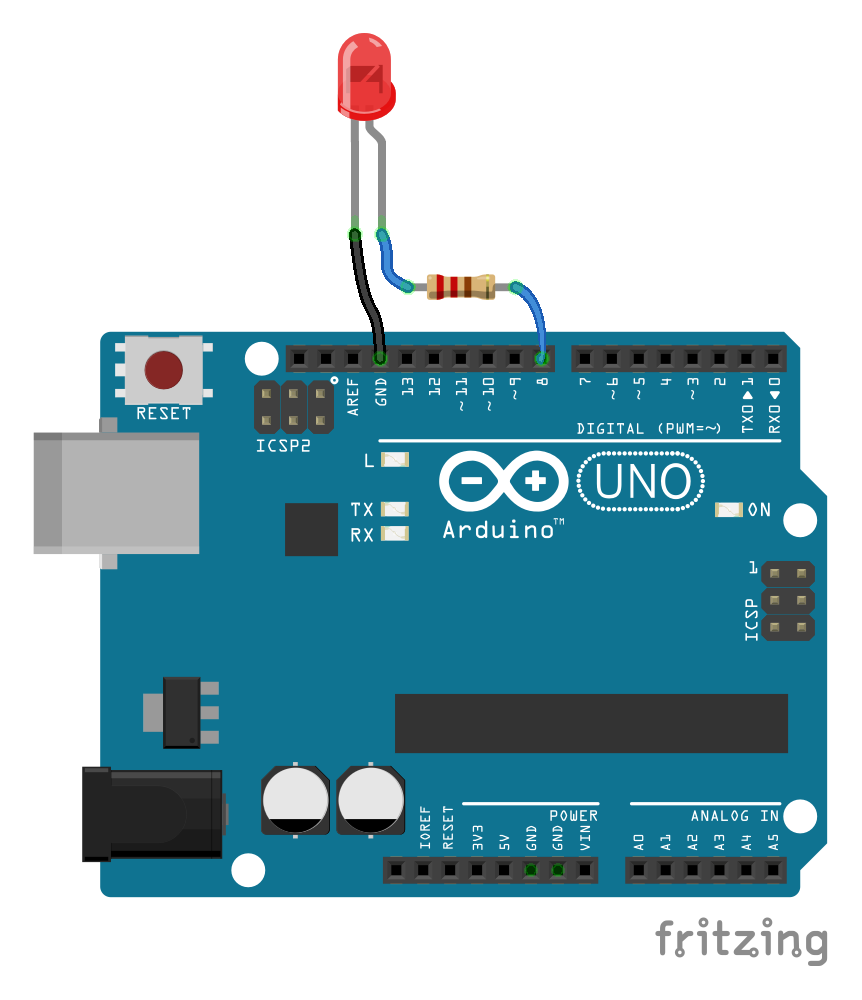 RESET
AREF
GND
13
12
~11
~10
~9
8
7
~6
~5
4
~3
2
TX0▶1
RX0◀0
ICSP2
DIGITAL (PWM=~)
L
TX
RX
Arduino™
UNO
ON
1
ICSP
IOREF
RESET
3V3
5V
GND
GND
VIN
POWER
ANALOG IN
A0
A1
A2
A3
A4
A5
fritzing